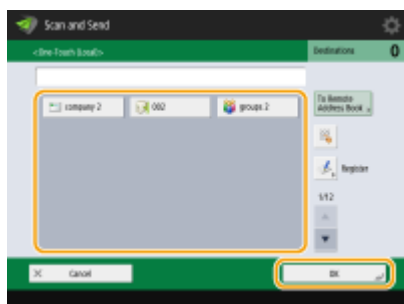 Scan and Send
<One-Touch (Local)>
Destinations 0
company 2
002
groups 2
To Remote
Address Book
Register
1/12
Cancel
OK